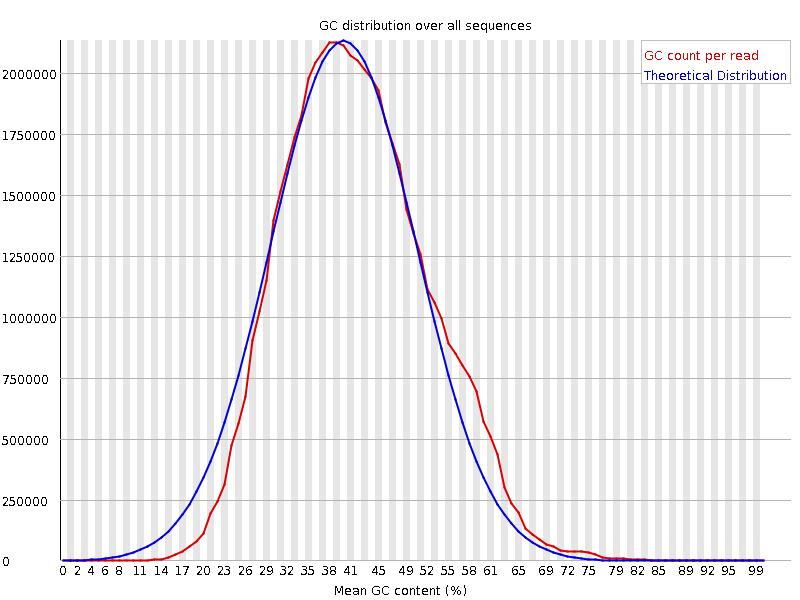 GC distribution over all sequences
GC count per read
Theoretical Distribution
2000000
1750000
1500000
1250000
1000000
750000
500000
250000
0
0 2 4 6 8 11 14 17 20 23 26 29 32 35 38 41 45 49 52 55 58 61 65 69 72 75 79 82 85 89 92 95 99
Mean GC content (%)